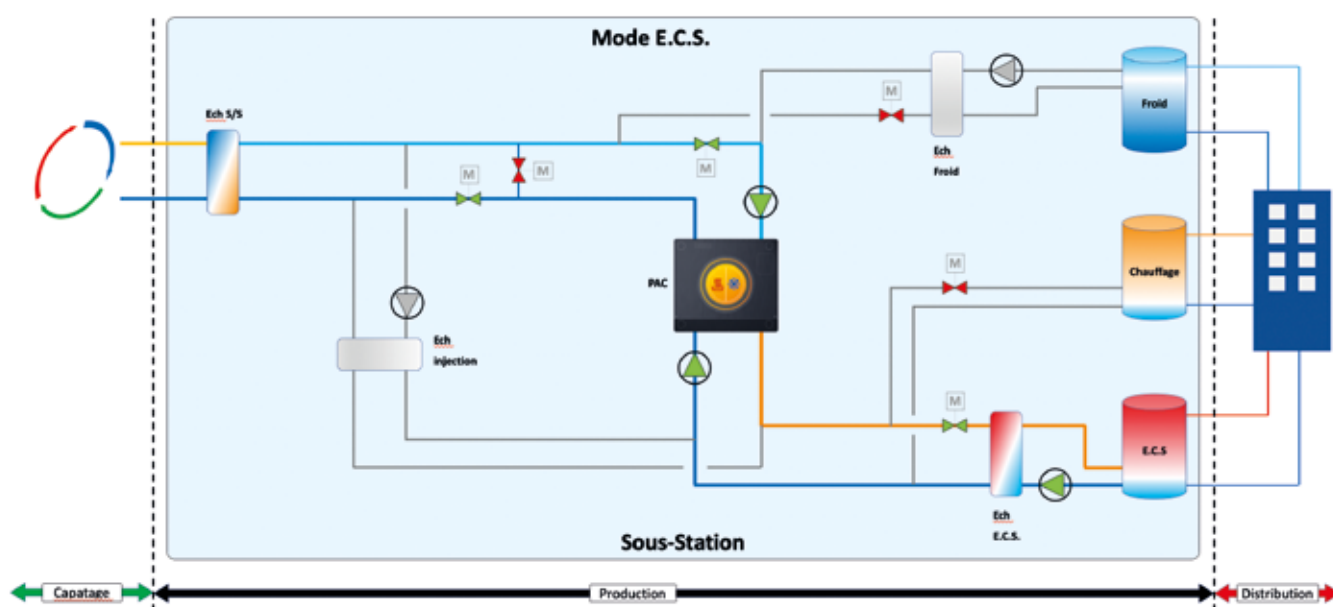 Mode E.C.S.
M
Froid
Ech S/S
M
Ech
Froid
M
M
Chauffage
M
PAC
Ech
injection
M
E.C.S
Ech
E.C.S.
Sous-Station
Capatage
Production
Distribution